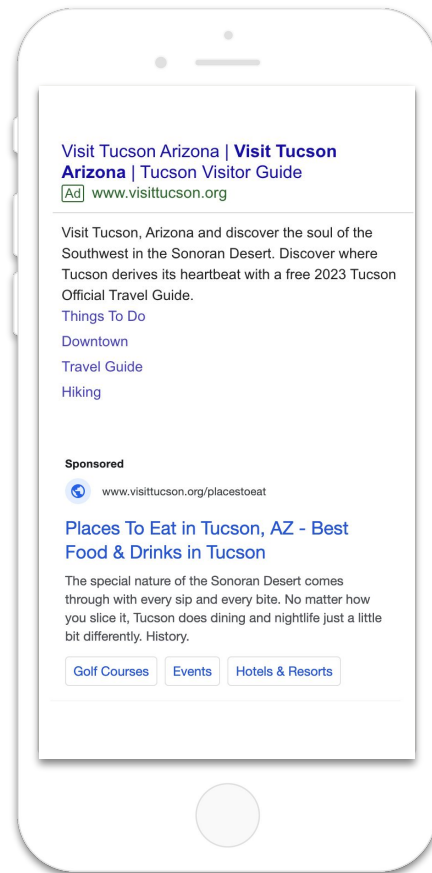 Visit Tucson Arizona | Visit Tucson
Arizona | Tucson Visitor Guide
Ad www.visittucson.org
Visit Tucson, Arizona and discover the soul of the
Southwest in the Sonoran Desert. Discover where
Tucson derives its heartbeat with a free 2023 Tucson
Official Travel Guide.
Things To Do
Downtown
Travel Guide
Hiking
Sponsored
www.visittucson.org/placestoeat
Places To Eat in Tucson, AZ - Best
Food & Drinks in Tucson
The special nature of the Sonoran Desert comes
through with every sip and every bite. No matter how
you slice it, Tucson does dining and nightlife just a little
bit differently. History.
Golf Courses Events Hotels & Resorts